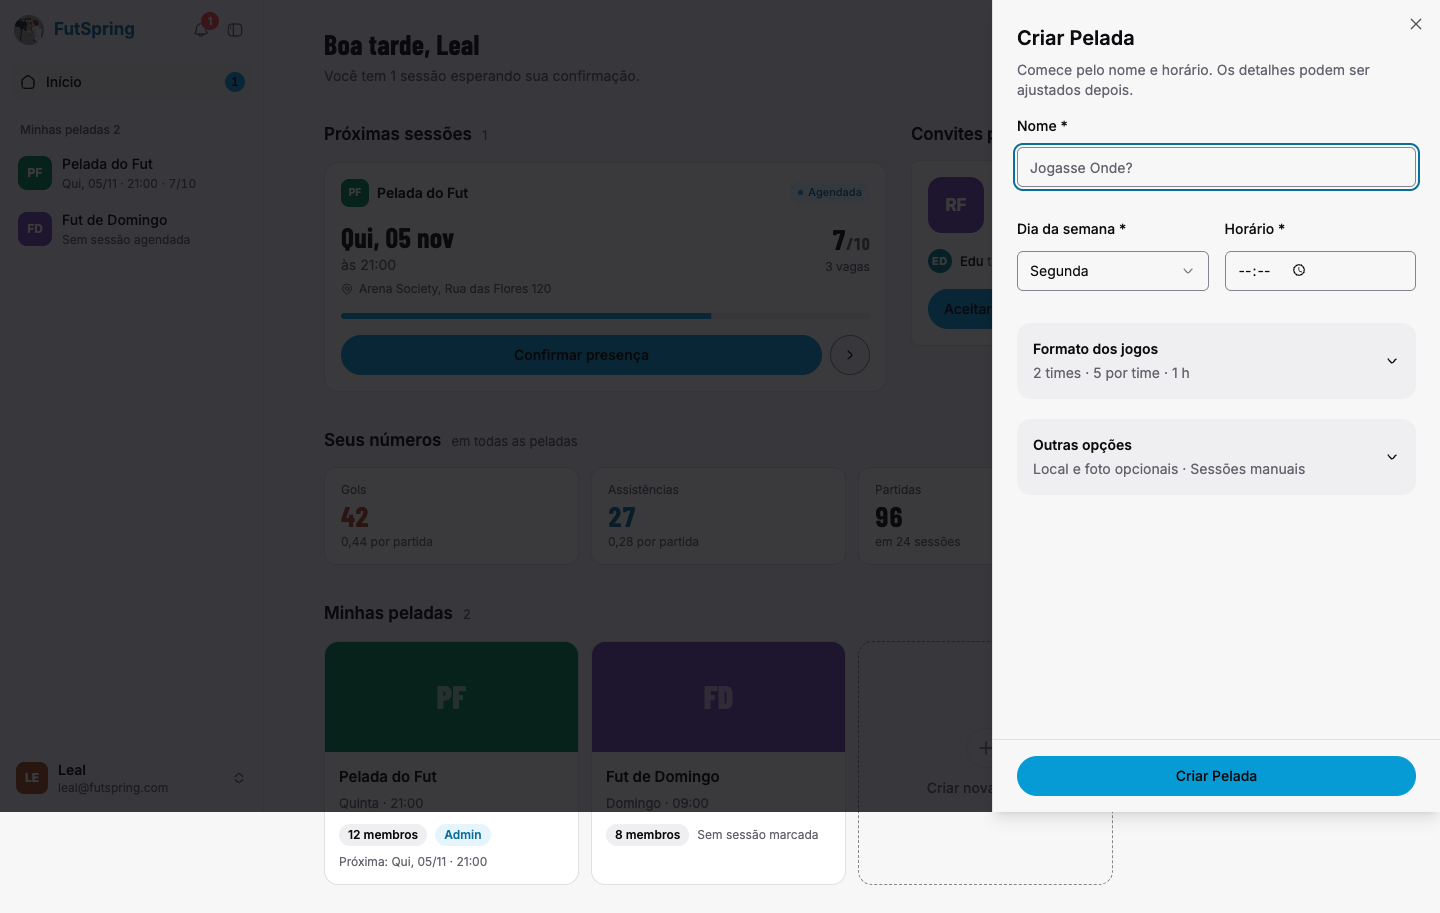 FutSpring
1
Início
1
Minhas peladas 2
PF
Pelada do Fut
Qui, 05/11 · 21:00 · 7/10
FD
Fut de Domingo
Sem sessão agendada
LE
Leal
leal@futspring.com
Boa tarde, Leal
Você tem 1 sessão esperando sua confirmação.
Próximas sessões 1
PF
Pelada do Fut
Agendada
Qui, 05 nov
às 21:00
7/10
3 vagas
Arena Society, Rua das Flores 120
Confirmar presença
Convites
RF
ED
Edu
Aceitar
Seus números em todas as peladas
Gols
42
0,44 por partida
Assistências
27
0,28 por partida
Partidas
96
em 24 sessões
Minhas peladas 2
PF
Pelada do Fut
Quinta · 21:00
12 membros
Admin
Próxima: Qui, 05/11 · 21:00
FD
Fut de Domingo
Domingo · 09:00
8 membros
Sem sessão marcada
Criar nova
Criar Pelada
Comece pelo nome e horário. Os detalhes podem ser
ajustados depois.
Nome *
Jogasse Onde?
Dia da semana *
Horário *
Segunda
--:--
Formato dos jogos
2 times · 5 por time · 1 h
Outras opções
Local e foto opcionais · Sessões manuais
Criar Pelada